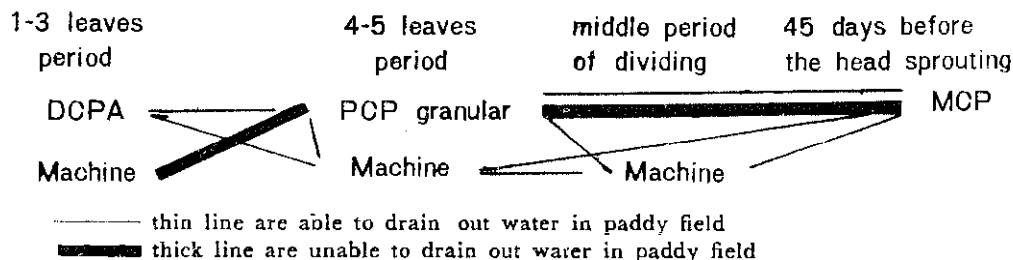 1-3 leaves period
4-5 leaves period
middle period of dividing
45 days before the head sprouting
DCPA
PCP granular
MCP
Machine
Machine
Machine
thin line are able to drain out water in paddy field
thick line are unable to drain out water in paddy field